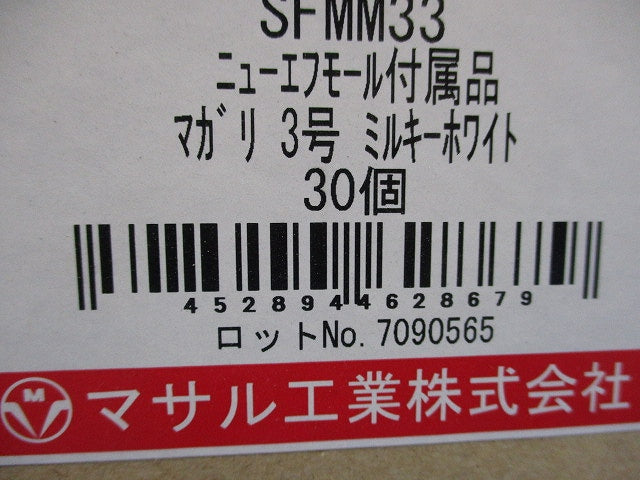 SFMM33
ニューエフモール付属品
マガリ 3号 ミルキーホワイト
30個
4528944628679
ロットNo. 7090565
M マサル工業株式会社